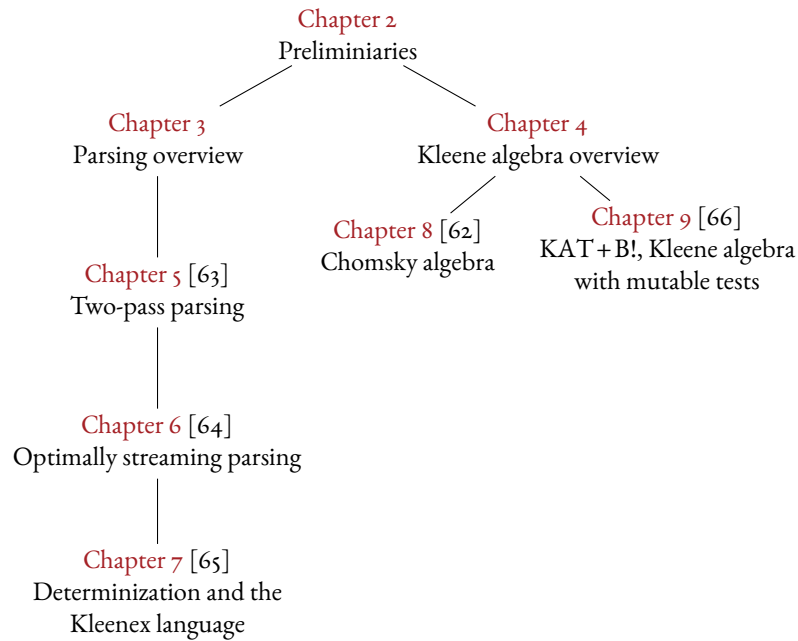 Chapter 2
Preliminiaries
Chapter 3
Parsing overview
Chapter 4
Kleene algebra overview
Chapter 8 [62]
Chomsky algebra
Chapter 9 [66]
KAT+B!, Kleene algebra
with mutable tests
Chapter 5 [63]
Two-pass parsing
Chapter 6 [64]
Optimally streaming parsing
Chapter 7 [65]
Determinization and the
Kleenex language